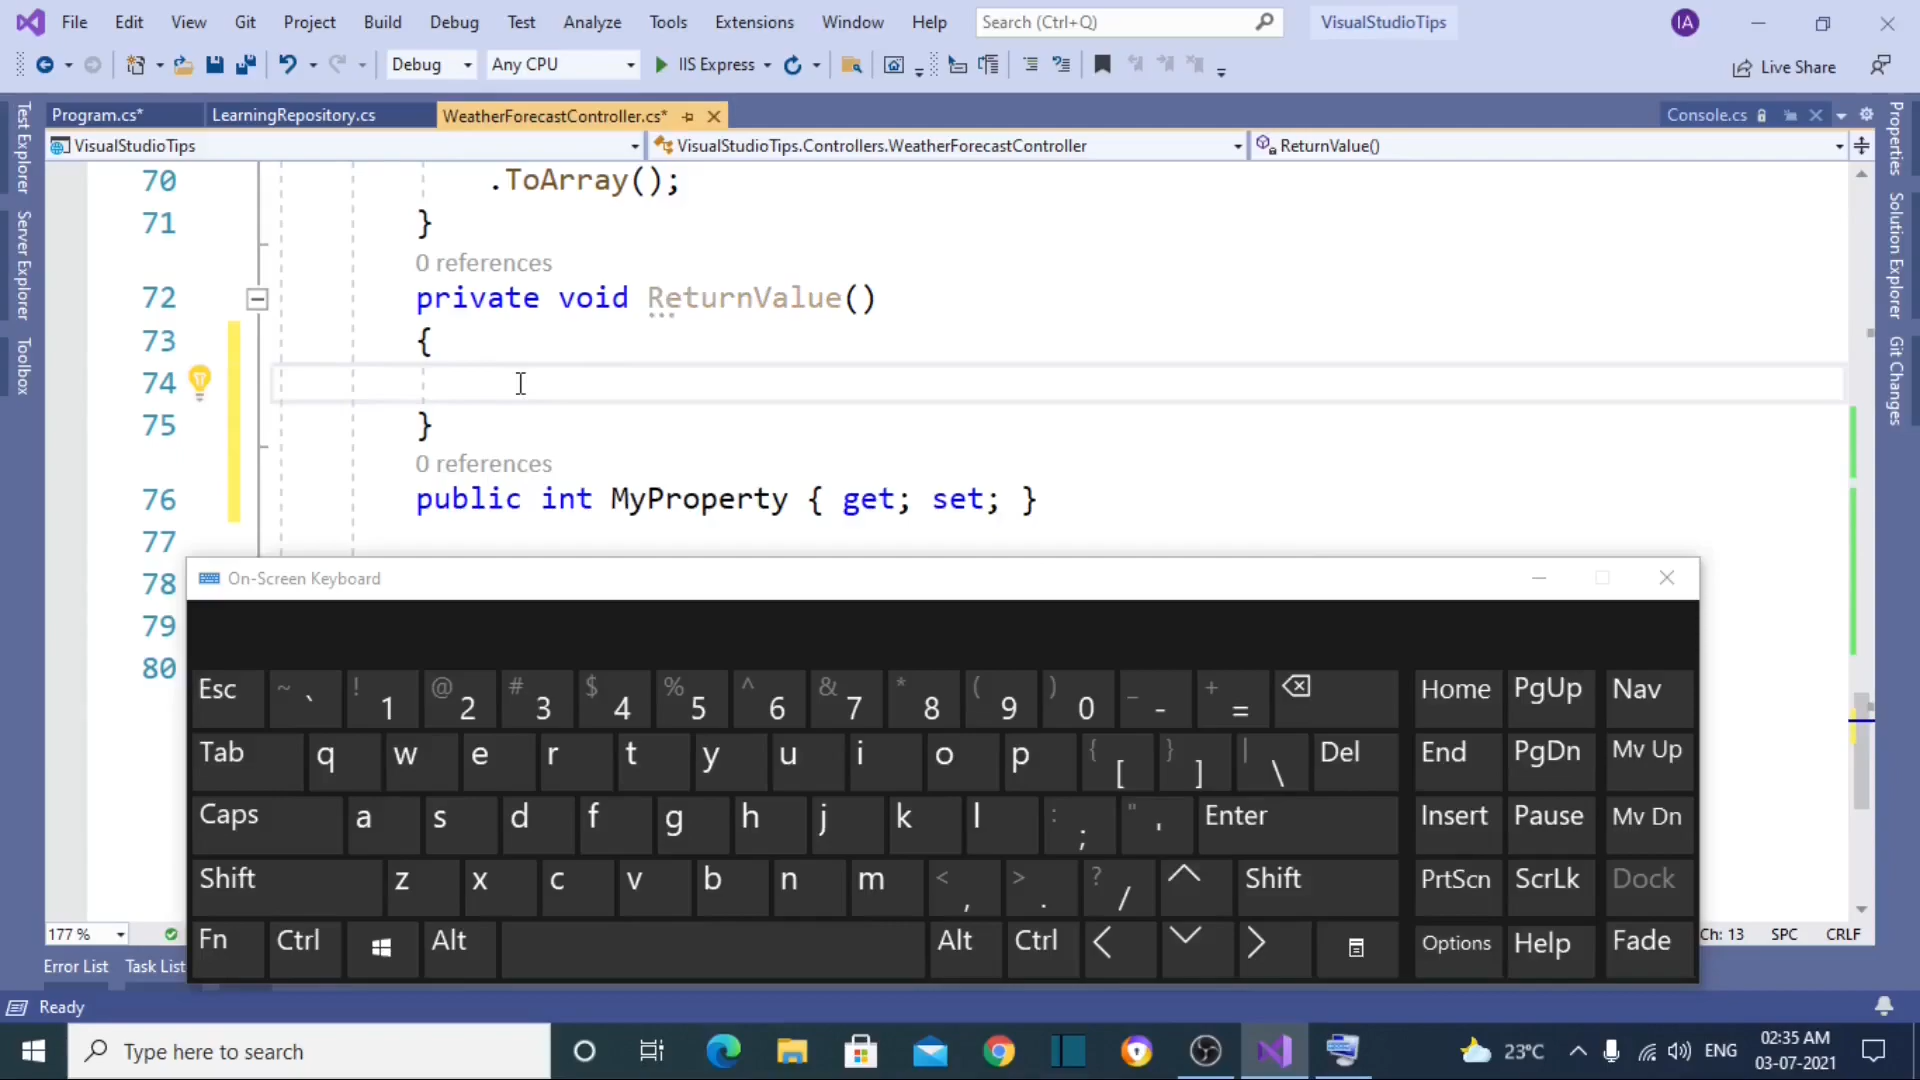 File Edit View Git Project Build Debug Test Analyze Tools Extensions Window Help Search (Ctrl+Q) VisualStudioTips IA
Debug Any CPU IIS Express Live Share
Program.cs* LearningRepository.cs WeatherForecastController.cs* Console.cs
VisualStudioTips VisualStudioTips.Controllers.WeatherForecastController ReturnValue()
Test Explorer
Server Explorer
Toolbox
Properties
Solution Explorer
Git Changes
70 .ToArray();
71 }
0 references
72 private void ReturnValue()
73 {
74
75 }
0 references
76 public int MyProperty { get; set; }
77
78
79
80
On-Screen Keyboard
Esc ~ ` ! 1 @ 2 # 3 $ 4 % 5 ^ 6 & 7 * 8 ( 9 ) 0 _ - + = Home PgUp Nav
Tab q w e r t y u i o p { [ } ] | \ Del End PgDn Mv Up
Caps a s d f g h j k l : ; " ' Enter Insert Pause Mv Dn
Shift z x c v b n m < , > . ? / Shift PrtScn ScrLk Dock
Fn Ctrl Alt Alt Ctrl Options Help Fade
177 % Ch: 13 SPC CRLF
Error List Task List
Ready
Type here to search 23°C ENG 02:35 AM
03-07-2021